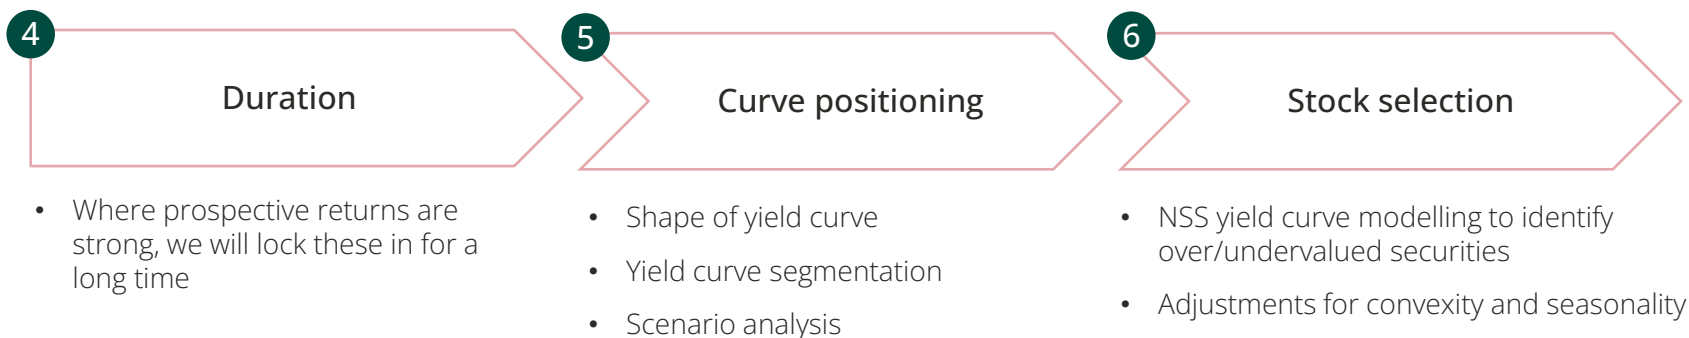 4
Duration
• Where prospective returns are
strong, we will lock these in for a
long time
5
Curve positioning
• Shape of yield curve
• Yield curve segmentation
• Scenario analysis
6
Stock selection
• NSS yield curve modelling to identify
over/undervalued securities
• Adjustments for convexity and seasonality